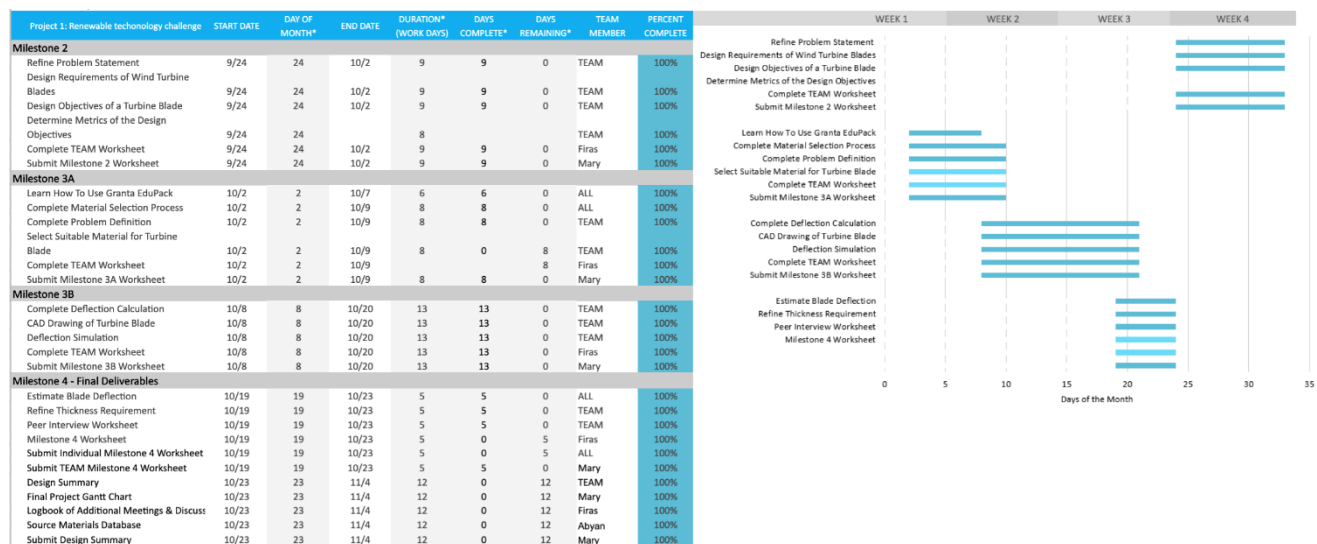 Project 1: Renewable techonology challenge START DATE DAY OF MONTH* END DATE DURATION* (WORK DAYS) DAYS COMPLETE* DAYS REMAINING* TEAM MEMBER PERCENT COMPLETE
Milestone 2
Refine Problem Statement 9/24 24 10/2 9 9 0 TEAM 100%
Design Requirements of Wind Turbine
Blades 9/24 24 10/2 9 9 0 TEAM 100%
Design Objectives of a Turbine Blade 9/24 24 10/2 9 9 0 TEAM 100%
Determine Metrics of the Design
Objectives 9/24 24 8 TEAM 100%
Complete TEAM Worksheet 9/24 24 10/2 9 9 0 Firas 100%
Submit Milestone 2 Worksheet 9/24 24 10/2 9 9 0 Mary 100%
Milestone 3A
Learn How To Use Granta EduPack 10/2 2 10/7 6 6 0 ALL 100%
Complete Material Selection Process 10/2 2 10/9 8 8 0 ALL 100%
Complete Problem Definition 10/2 2 10/9 8 8 0 TEAM 100%
Select Suitable Material for Turbine
Blade 10/2 2 10/9 8 0 8 TEAM 100%
Complete TEAM Worksheet 10/2 2 10/9 8 Firas 100%
Submit Milestone 3A Worksheet 10/2 2 10/9 8 8 0 Mary 100%
Milestone 3B
Complete Deflection Calculation 10/8 8 10/20 13 13 0 TEAM 100%
CAD Drawing of Turbine Blade 10/8 8 10/20 13 13 0 TEAM 100%
Deflection Simulation 10/8 8 10/20 13 13 0 TEAM 100%
Complete TEAM Worksheet 10/8 8 10/20 13 13 0 Firas 100%
Submit Milestone 3B Worksheet 10/8 8 10/20 13 13 0 Mary 100%
Milestone 4 - Final Deliverables
Estimate Blade Deflection 10/19 19 10/23 5 5 0 ALL 100%
Refine Thickness Requirement 10/19 19 10/23 5 5 0 TEAM 100%
Peer Interview Worksheet 10/19 19 10/23 5 5 0 TEAM 100%
Milestone 4 Worksheet 10/19 19 10/23 5 0 5 Firas 100%
Submit Individual Milestone 4 Worksheet 10/19 19 10/23 5 0 5 ALL 100%
Submit TEAM Milestone 4 Worksheet 10/19 19 10/23 5 5 0 Mary 100%
Design Summary 10/23 23 11/4 12 0 12 TEAM 100%
Final Project Gantt Chart 10/23 23 11/4 12 0 12 Mary 100%
Logbook of Additional Meetings & Discuss 10/23 23 11/4 12 0 12 Firas 100%
Source Materials Database 10/23 23 11/4 12 0 12 Abyan 100%
Submit Design Summary 10/23 23 11/4 12 0 12 Mary 100%
WEEK 1 WEEK 2 WEEK 3 WEEK 4
Refine Problem Statement
Design Requirements of Wind Turbine Blades
Design Objectives of a Turbine Blade
Determine Metrics of the Design Objectives
Complete TEAM Worksheet
Submit Milestone 2 Worksheet
Learn How To Use Granta EduPack
Complete Material Selection Process
Complete Problem Definition
Select Suitable Material for Turbine Blade
Complete TEAM Worksheet
Submit Milestone 3A Worksheet
Complete Deflection Calculation
CAD Drawing of Turbine Blade
Deflection Simulation
Complete TEAM Worksheet
Submit Milestone 3B Worksheet
Estimate Blade Deflection
Refine Thickness Requirement
Peer Interview Worksheet
Milestone 4 Worksheet
0 5 10 15 20 25 30 35
Days of the Month